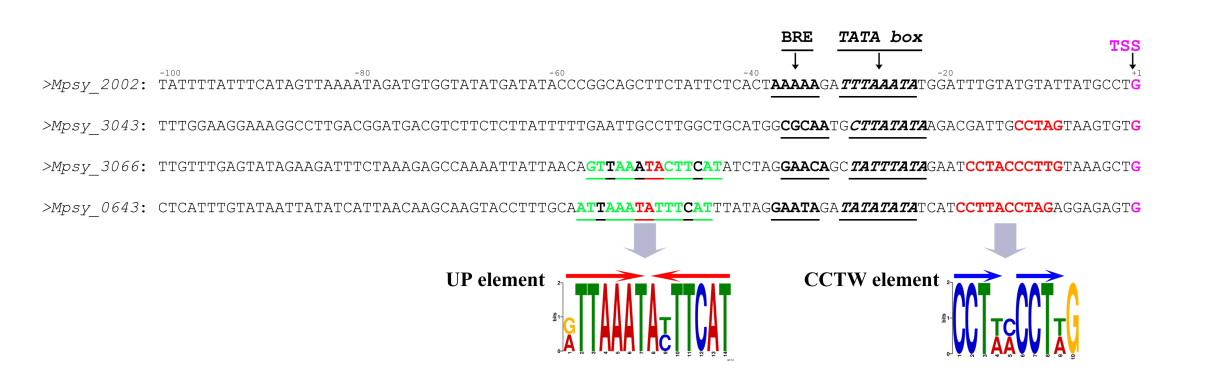 BRE TATA box
TSS
-100 -80 -60 -40 -20 +1
>Mpsy_2002: TATTTTATTTCATAGTTAAAATAGATGTGGTATATGATATACCCGGCAGCTTCTATTCTCACTAAAAAGATTTAAATATGGATTTGTATGTATTATGCCTG
>Mpsy_3043: TTTGGAAGGAAAGGCCTTGACGGATGACGTCTTCTCTTATTTTTGAATTGCCTTGGCTGCATGGCGCAATGCTTATATAAGACGATTGCCTAGTAAGTGTG
>Mpsy_3066: TTGTTTGAGTATAGAAGATTTCTAAAGAGCCAAAATTATTAACAGTTAAATACTTCATATCTAGGAACAGCTATTTATAGAATCCTACCCTTGTAAAGCTG
>Mpsy_0643: CTCATTTGTATAATTATATCATTAACAAGCAAGTACCTTTGCAATTAAATATTTCATTTATAGGAATAGATATATATATCATCCTTACCTAGAGGAGAGTG
UP element
CCTW element